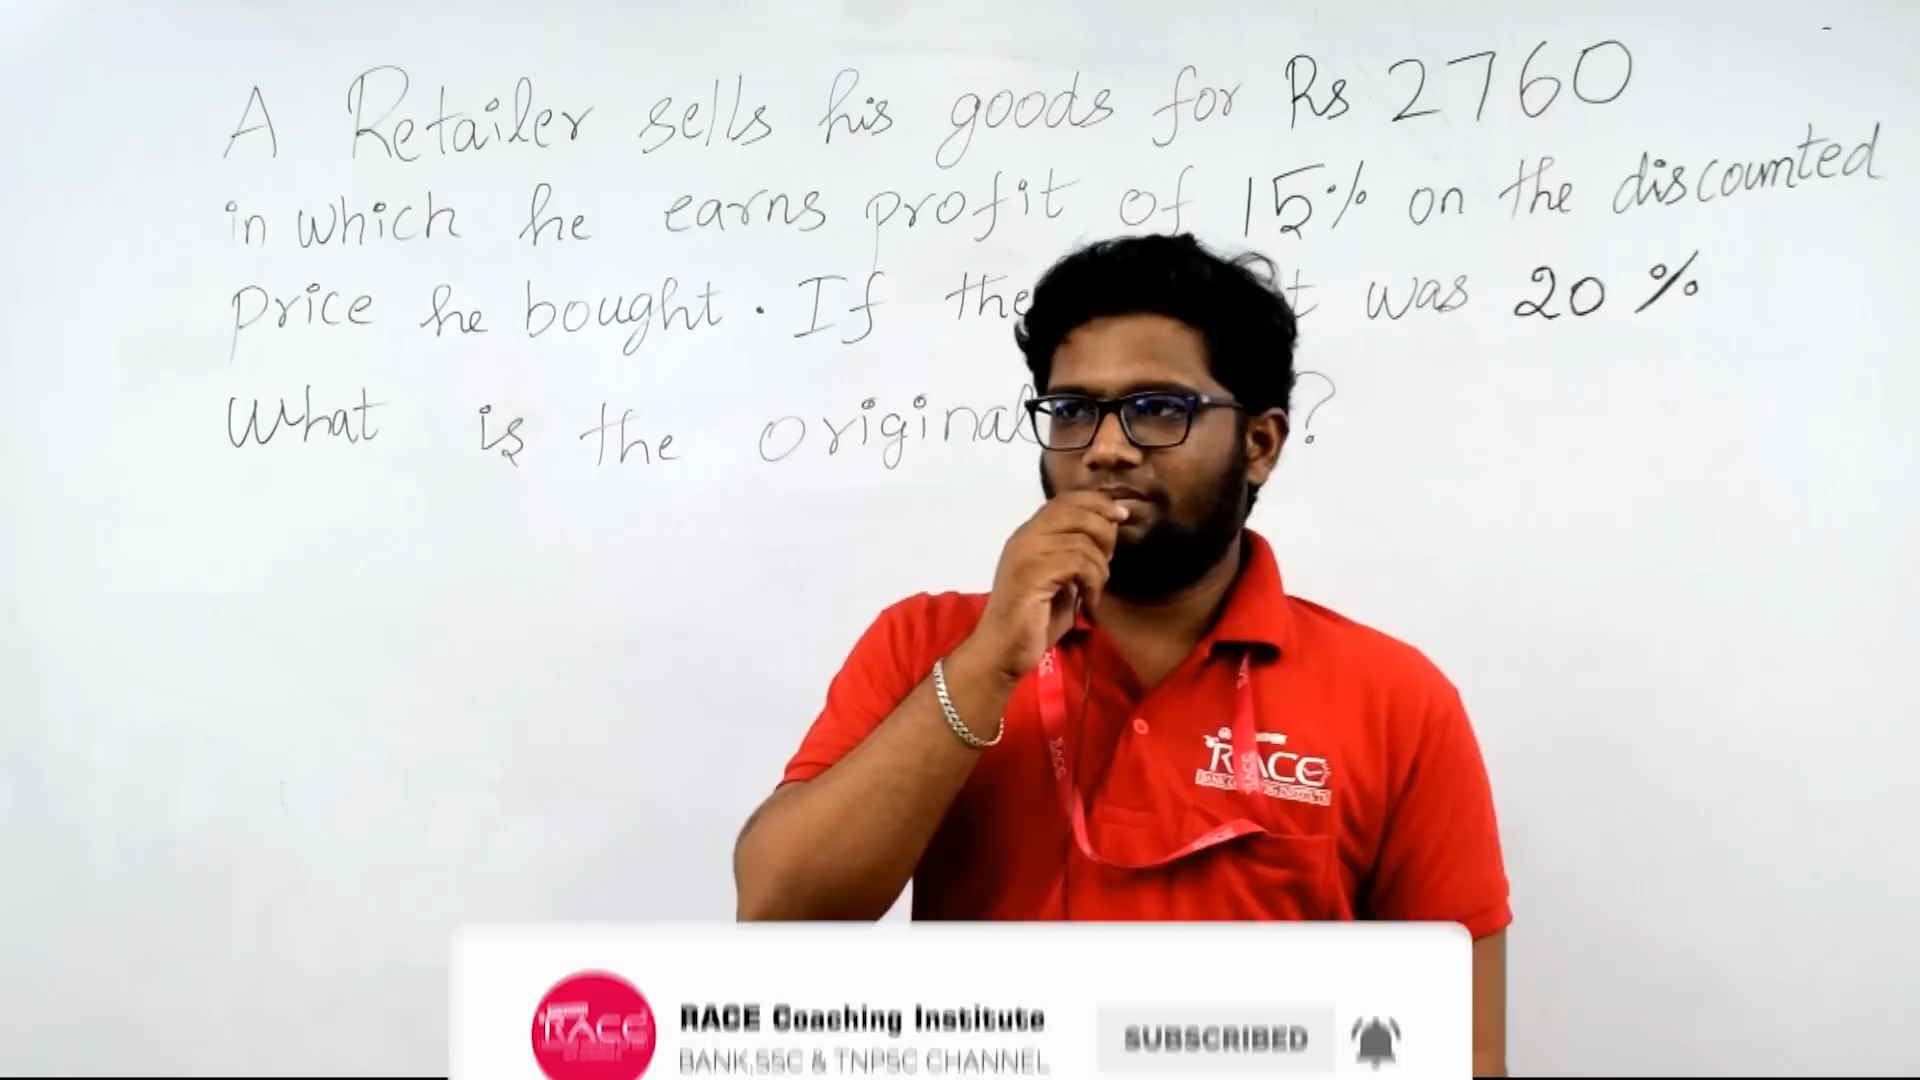 A Retailer sells his goods for Rs 2760
in which he earns profit of 15% on the discounted
price he bought. If the was 20%
What is the original ?
RACE
RACE Coaching Institute
SUBSCRIBED
BANK, SSC & TNPSC CHANNEL
RACE